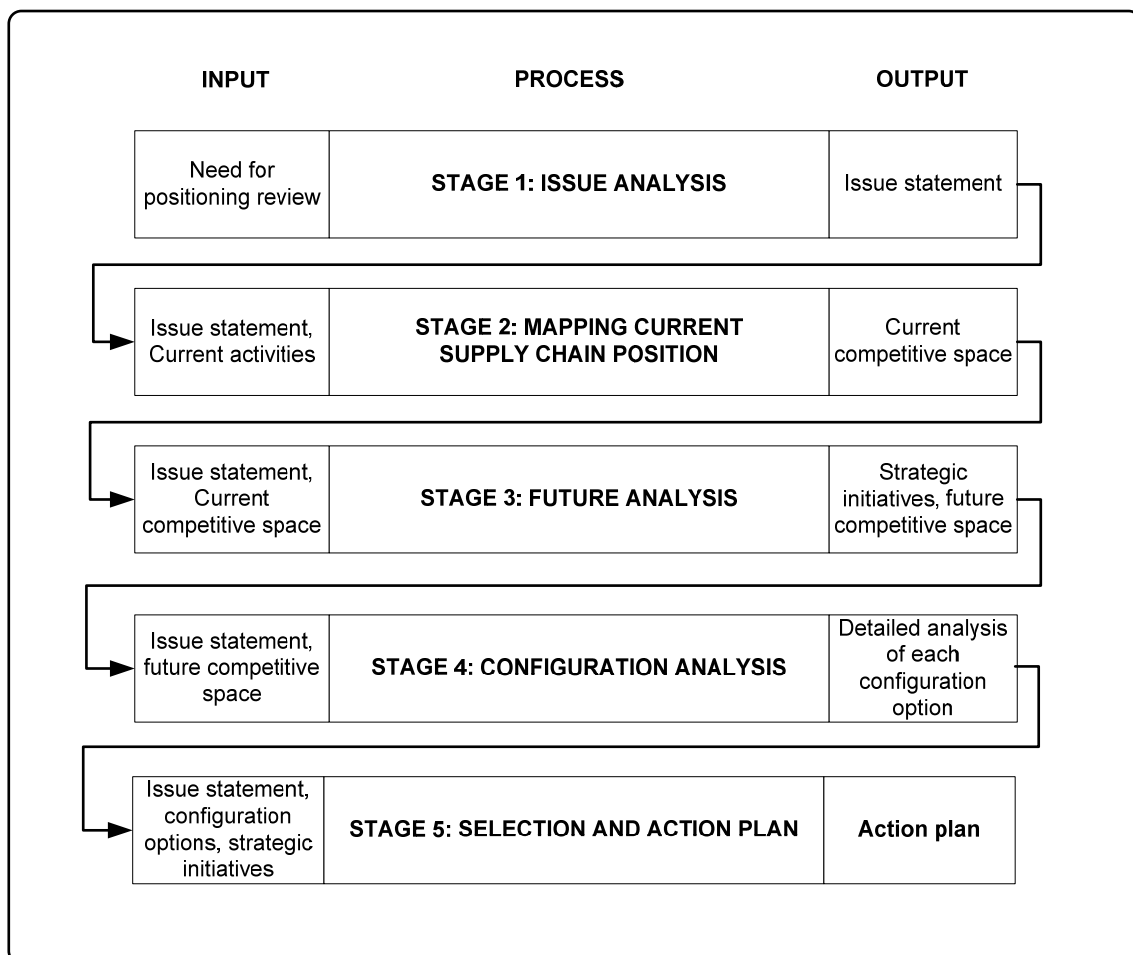 INPUT
PROCESS
OUTPUT
Need for
positioning review
STAGE 1: ISSUE ANALYSIS
Issue statement
Issue statement,
Current activities
STAGE 2: MAPPING CURRENT
SUPPLY CHAIN POSITION
Current
competitive space
Issue statement,
Current
competitive space
STAGE 3: FUTURE ANALYSIS
Strategic
initiatives, future
competitive space
Issue statement,
future competitive
space
STAGE 4: CONFIGURATION ANALYSIS
Detailed analysis
of each
configuration
option
Issue statement,
configuration
options, strategic
initiatives
STAGE 5: SELECTION AND ACTION PLAN
Action plan